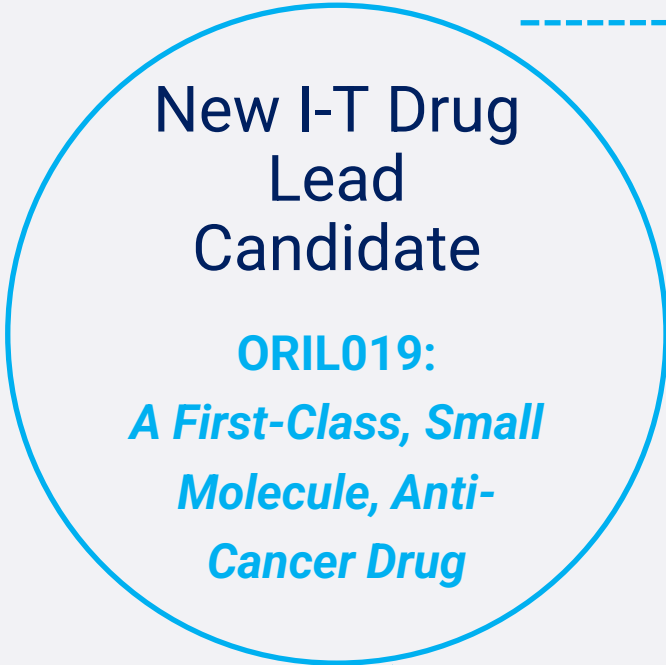 New I-T Drug
Lead
Candidate
ORIL019:
A First-Class, Small
Molecule, Anti-
Cancer Drug